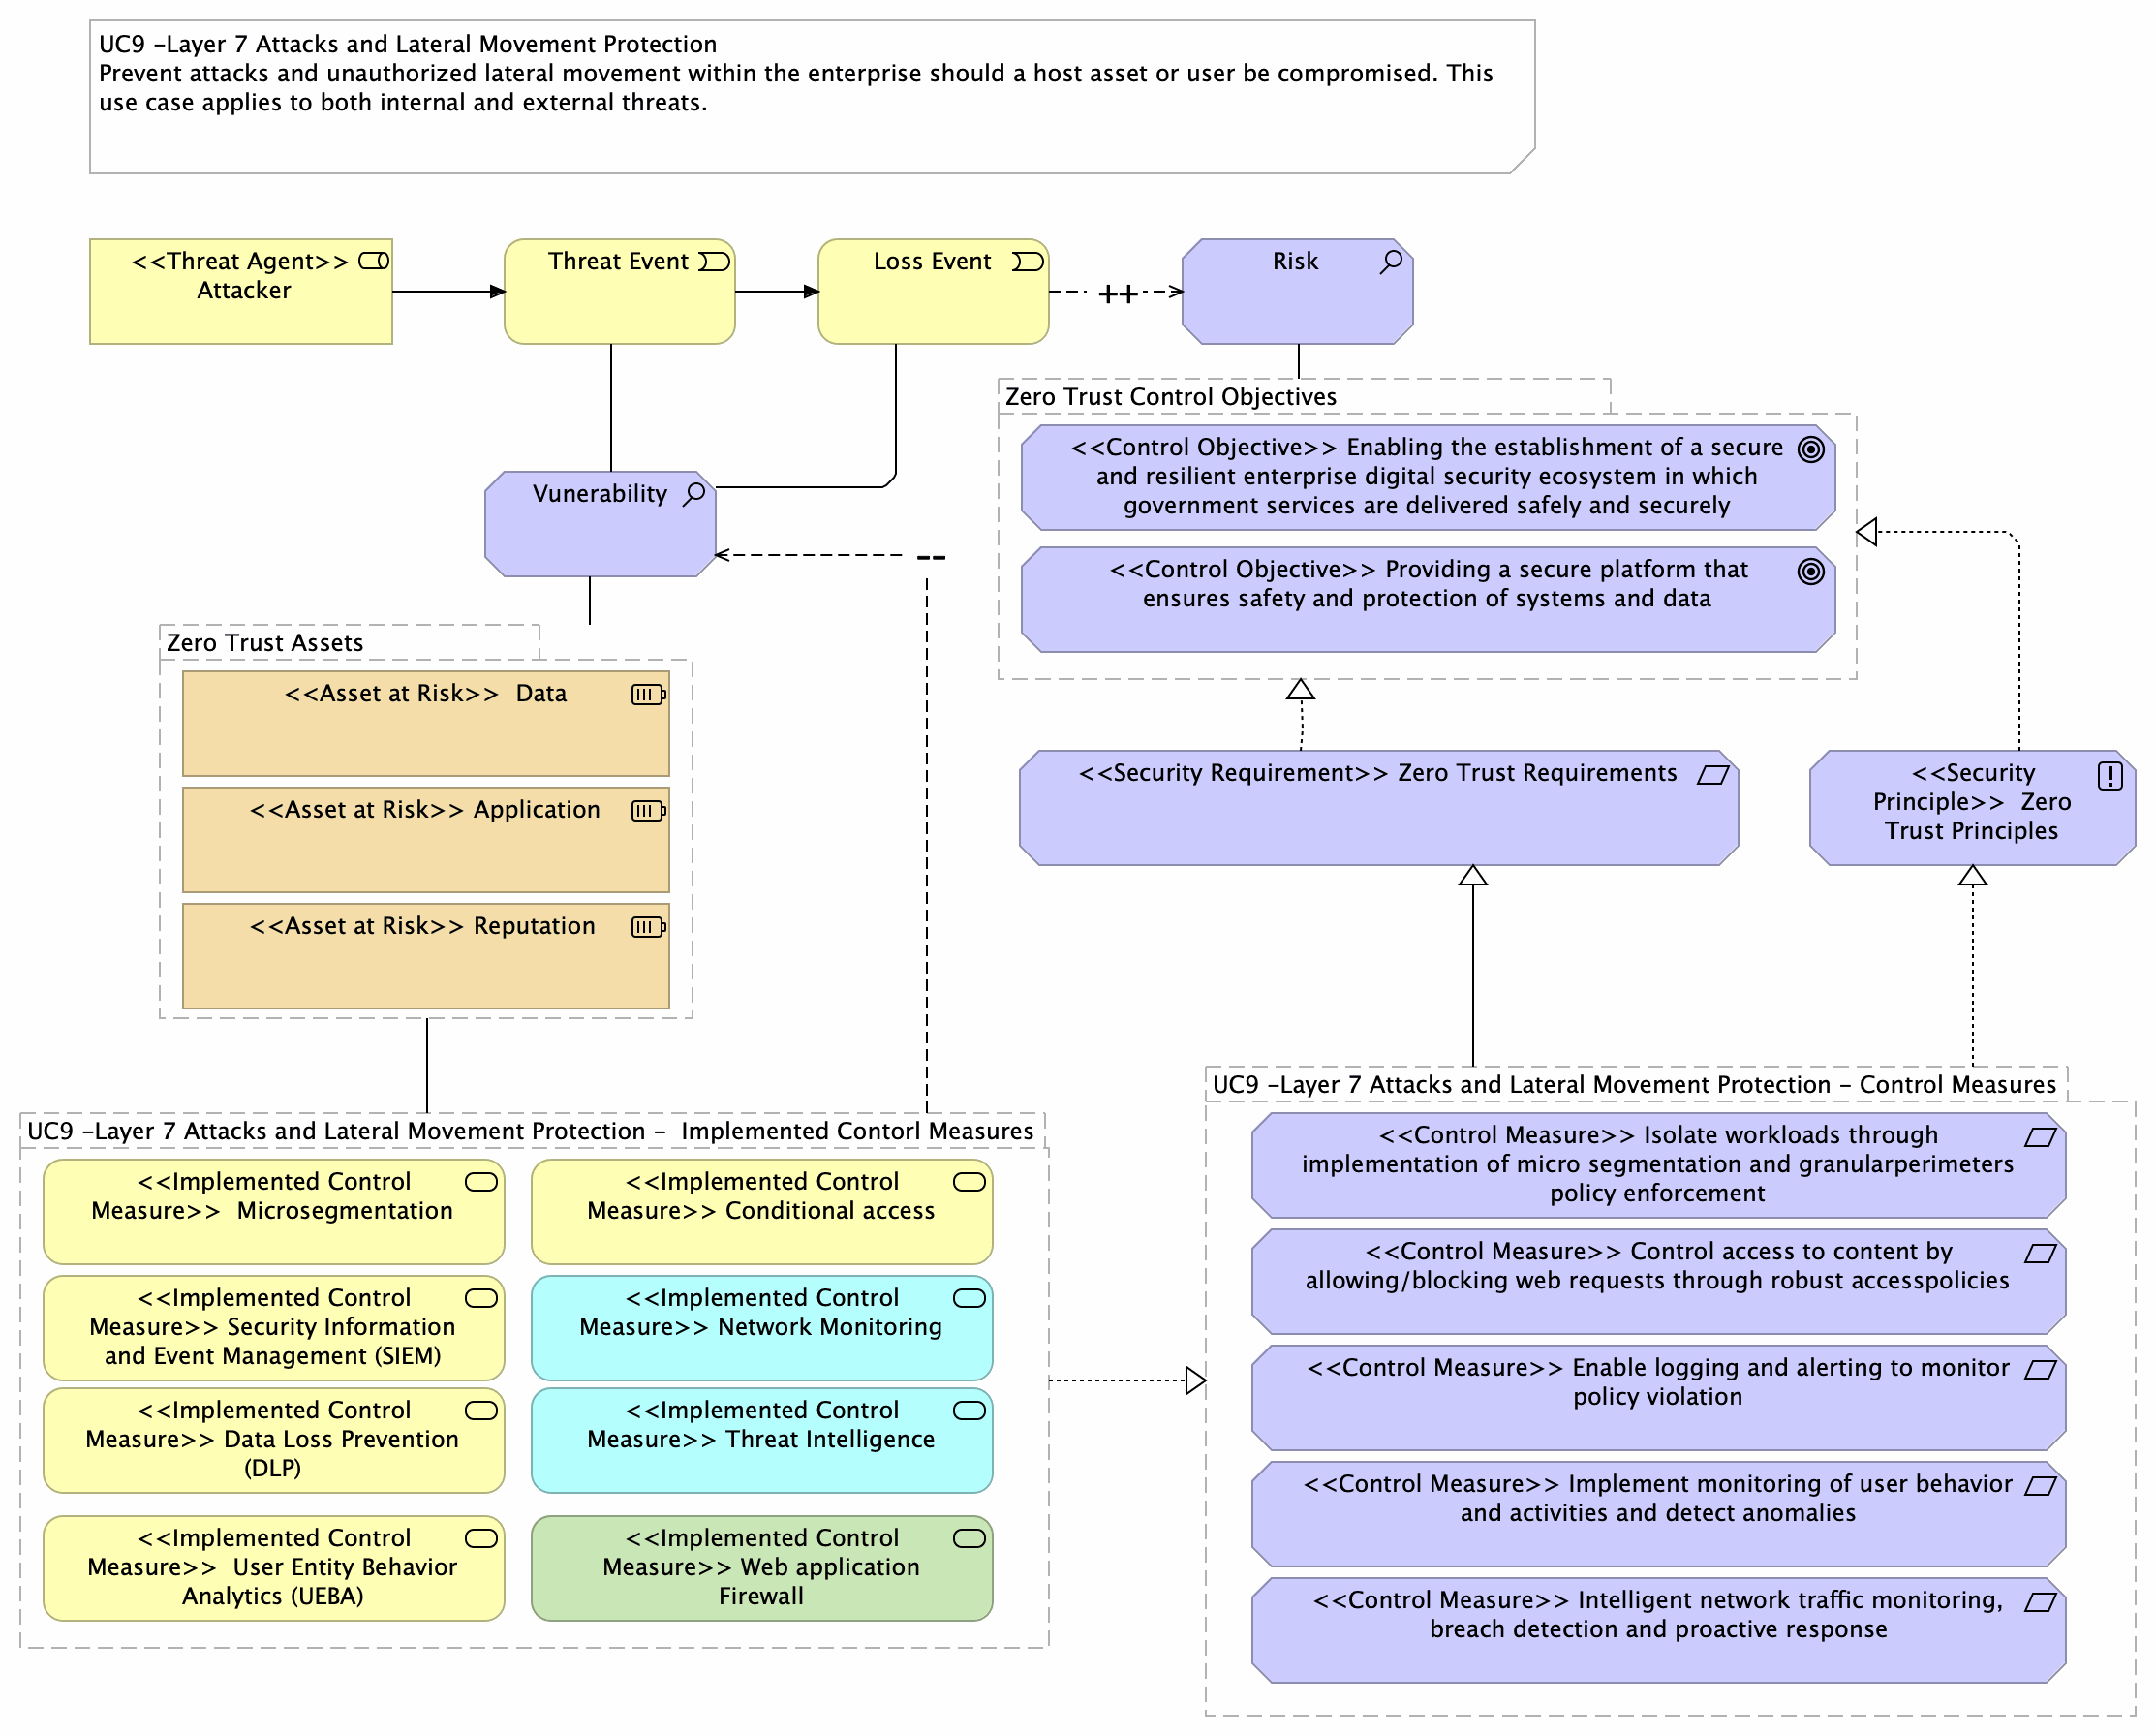 UC9 -Layer 7 Attacks and Lateral Movement Protection
Prevent attacks and unauthorized lateral movement within the enterprise should a host asset or user be compromised. This
use case applies to both internal and external threats.
<<Threat Agent>>
Attacker
Threat Event
Loss Event
++
Risk
Vunerability
--
Zero Trust Control Objectives
<<Control Objective>> Enabling the establishment of a secure
and resilient enterprise digital security ecosystem in which
government services are delivered safely and securely
<<Control Objective>> Providing a secure platform that
ensures safety and protection of systems and data
Zero Trust Assets
<<Asset at Risk>>  Data
<<Asset at Risk>> Application
<<Asset at Risk>> Reputation
<<Security Requirement>> Zero Trust Requirements
<<Security
Principle>>  Zero
Trust Principles
UC9 -Layer 7 Attacks and Lateral Movement Protection -  Implemented Contorl Measures
<<Implemented Control
Measure>>  Microsegmentation
<<Implemented Control
Measure>> Conditional access
<<Implemented Control
Measure>> Security Information
and Event Management (SIEM)
<<Implemented Control
Measure>> Network Monitoring
<<Implemented Control
Measure>> Data Loss Prevention
(DLP)
<<Implemented Control
Measure>> Threat Intelligence
<<Implemented Control
Measure>>  User Entity Behavior
Analytics (UEBA)
<<Implemented Control
Measure>> Web application
Firewall
UC9 -Layer 7 Attacks and Lateral Movement Protection - Control Measures
<<Control Measure>> Isolate workloads through
implementation of micro segmentation and granularperimeters
policy enforcement
<<Control Measure>> Control access to content by
allowing/blocking web requests through robust accesspolicies
<<Control Measure>> Enable logging and alerting to monitor
policy violation
<<Control Measure>> Implement monitoring of user behavior
and activities and detect anomalies
<<Control Measure>> Intelligent network traffic monitoring,
breach detection and proactive response